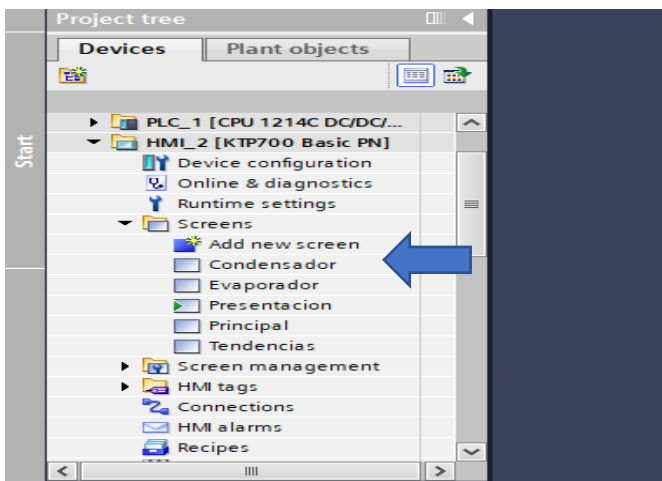 Project tree
Devices
Plant objects
Start
PLC_1 [CPU 1214C DC/DC/...
HMI_2 [KTP700 Basic PN]
Device configuration
Online & diagnostics
Runtime settings
Screens
Add new screen
Condensador
Evaporador
Presentacion
Principal
Tendencias
Screen management
HMI tags
Connections
HMI alarms
Recipes